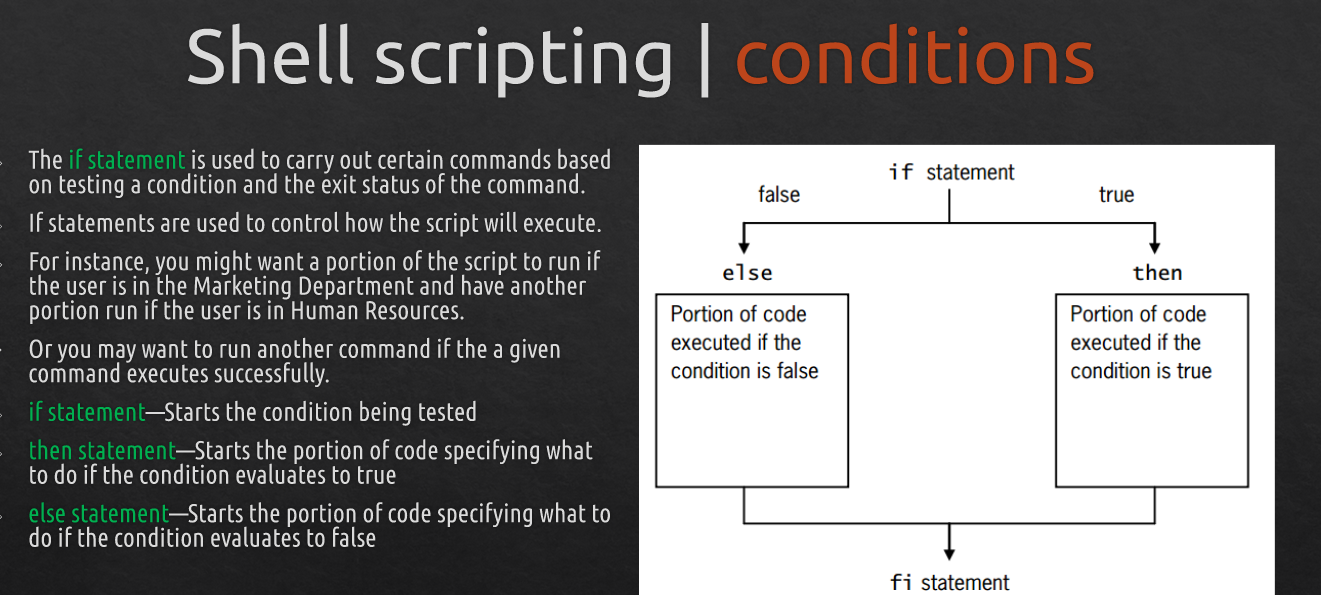 Shell scripting | conditions
The if statement is used to carry out certain commands based
on testing a condition and the exit status of the command.
If statements are used to control how the script will execute.
For instance, you might want a portion of the script to run if
the user is in the Marketing Department and have another
portion run if the user is in Human Resources.
Or you may want to run another command if the a given
command executes successfully.
if statement—Starts the condition being tested
then statement—Starts the portion of code specifying what
to do if the condition evaluates to true
else statement—Starts the portion of code specifying what to
do if the condition evaluates to false
if statement
false
true
else
then
Portion of code
executed if the
condition is false
Portion of code
executed if the
condition is true
fi statement